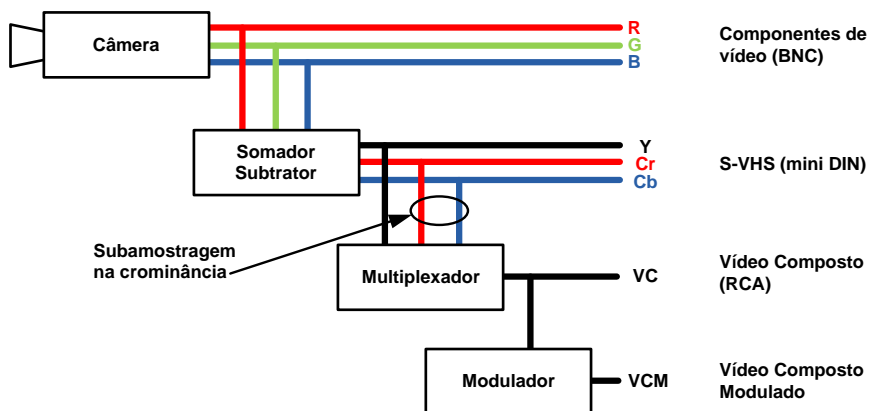 Câmera
R
G
B
Componentes de
vídeo (BNC)
Somador
Subtrator
Y
Cr
Cb
S-VHS (mini DIN)
Subamostragem
na crominância
Multiplexador
VC
Vídeo Composto
(RCA)
Modulador
VCM
Vídeo Composto
Modulado